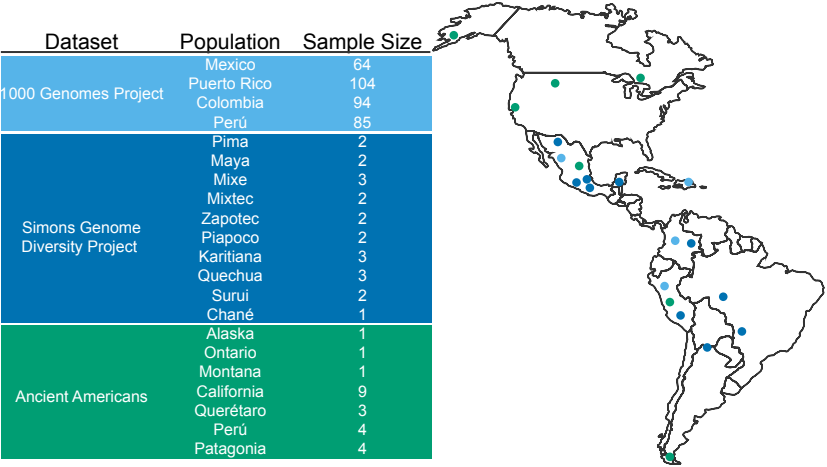 Dataset Population Sample Size
Mexico 64
Puerto Rico 104
1000 Genomes Project
Colombia 94
Perú 85
Pima 2
Maya 2
Mixe 3
Mixtec 2
Zapotec 2
Simons Genome
Diversity Project
Piapoco 2
Karitiana 3
Quechua 3
Surui 2
Chané 1
Alaska 1
Ontario 1
Montana 1
Ancient Americans
California 9
Querétaro 3
Perú 4
Patagonia 4